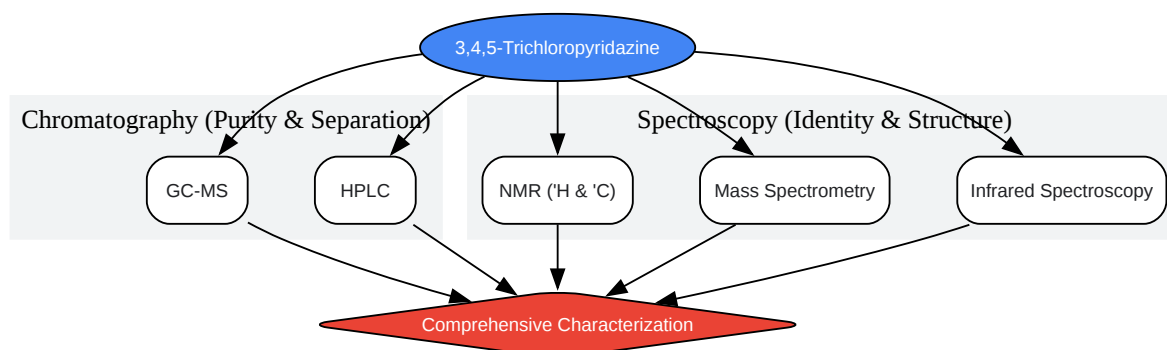 3,4,5-Trichloropyridazine
Chromatography (Purity & Separation)
Spectroscopy (Identity & Structure)
GC-MS
HPLC
NMR ('H & 'C)
Mass Spectrometry
Infrared Spectroscopy
Comprehensive Characterization